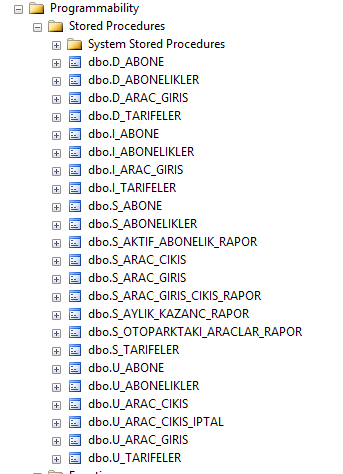 Programmability
Stored Procedures
System Stored Procedures
dbo.D_ABONE
dbo.D_ABONELIKLER
dbo.D_ARAC_GIRIS
dbo.D_TARIFELER
dbo.I_ABONE
dbo.I_ABONELIKLER
dbo.I_ARAC_GIRIS
dbo.I_TARIFELER
dbo.S_ABONE
dbo.S_ABONELIKLER
dbo.S_AKTIF_ABONELIK_RAPOR
dbo.S_ARAC_CIKIS
dbo.S_ARAC_GIRIS
dbo.S_ARAC_GIRIS_CIKIS_RAPOR
dbo.S_AYLIK_KAZANC_RAPOR
dbo.S_OTOPARKTAKI_ARACLAR_RAPOR
dbo.S_TARIFELER
dbo.U_ABONE
dbo.U_ABONELIKLER
dbo.U_ARAC_CIKIS
dbo.U_ARAC_CIKIS_IPTAL
dbo.U_ARAC_GIRIS
dbo.U_TARIFELER